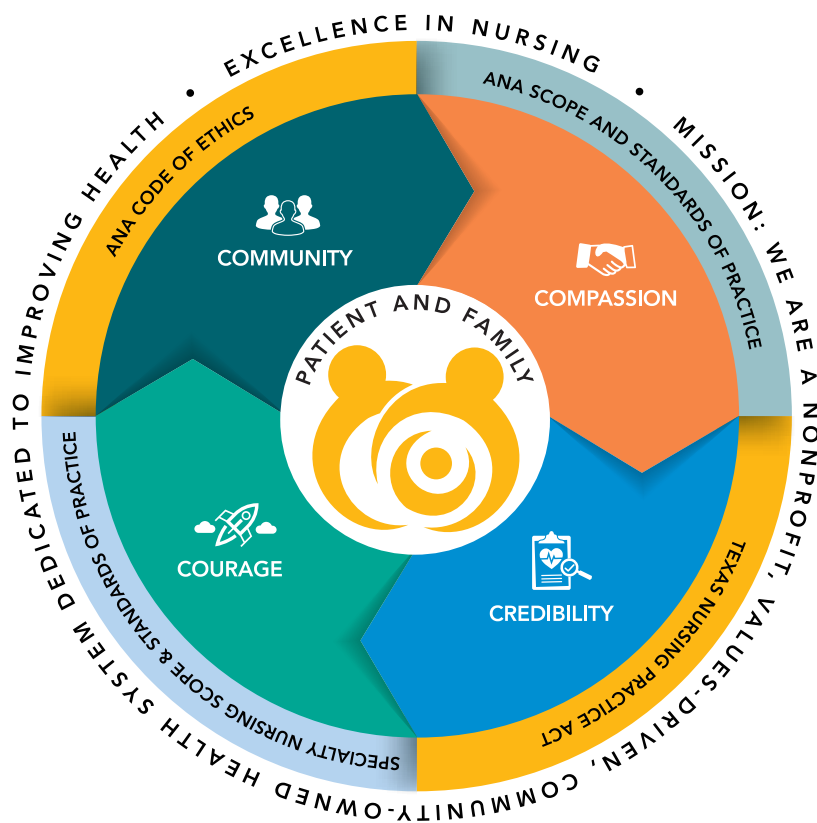 EXCELLENCE IN NURSING
•
MISSION: WE ARE A NONPROFIT, VALUES-DRIVEN, COMMUNITY-OWNED HEALTH SYSTEM DEDICATED TO IMPROVING HEALTH
•
ANA CODE OF ETHICS
ANA SCOPE AND STANDARDS OF PRACTICE
TEXAS NURSING PRACTICE ACT
SPECIALTY NURSING SCOPE & STANDARDS OF PRACTICE
COMMUNITY
COMPASSION
PATIENT AND FAMILY
COURAGE
CREDIBILITY